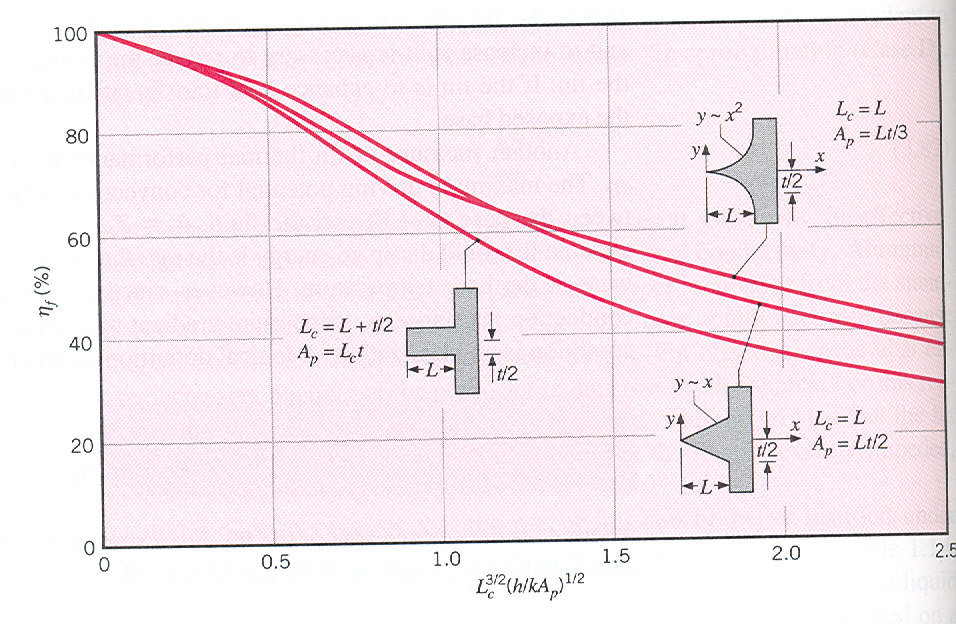 100
80
60
40
20
0
η_f (%)
0
0.5
1.0
1.5
2.0
2.5
L_c^{3/2}(h/kA_p)^{1/2}
L_c = L + t/2
A_p = L_c t
L
t/2
y ~ x²
L_c = L
A_p = Lt/3
y
x
t/2
L
y ~ x
L_c = L
A_p = Lt/2
y
x
t/2
L